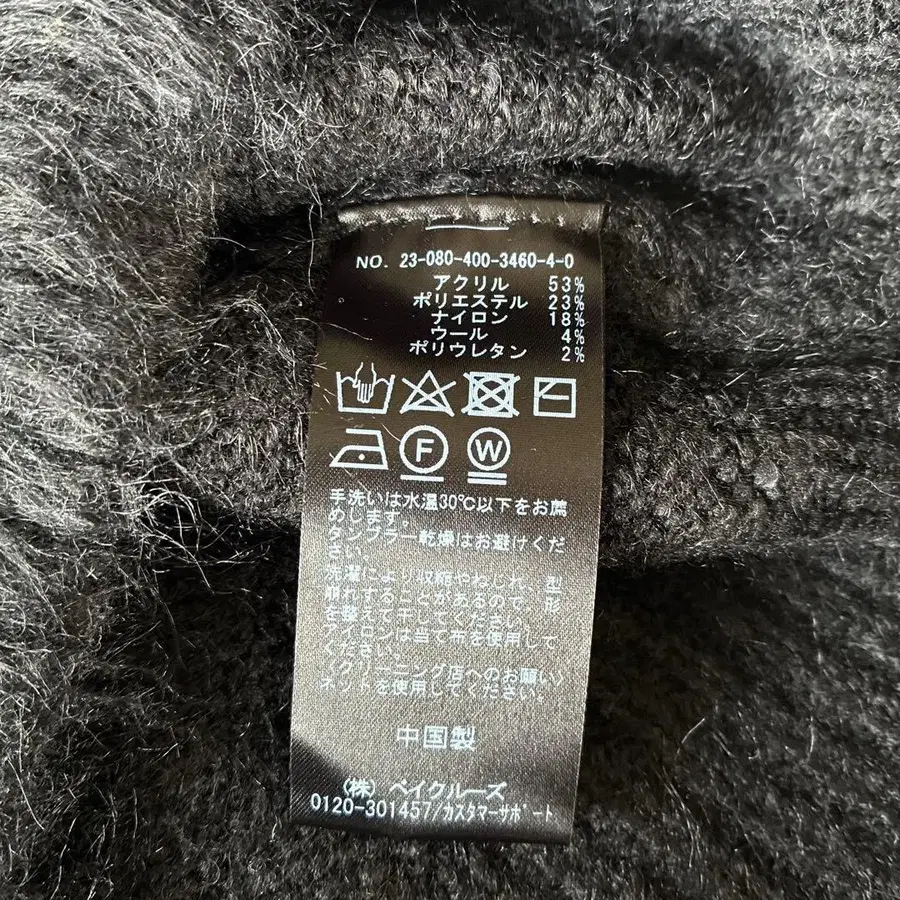 NO. 23-080-400-3460-4-0
アクリル 53%
ポリエステル 23%
ナイロン 18%
ウール 4%
ポリウレタン 2%
F W
手洗いは水温30℃以下をお薦
めします。
タンブラー乾燥はお避けくだ
さい。
洗濯により収縮やねじれ、型
崩れすることがあるので、形
を整えて干してください。
アイロンは当て布を使用して
ください。
〈クリーニング店へのお願い〉
ネットを使用してください。
中国製
(株) ベイクルーズ
0120-301457/カスタマーサポート